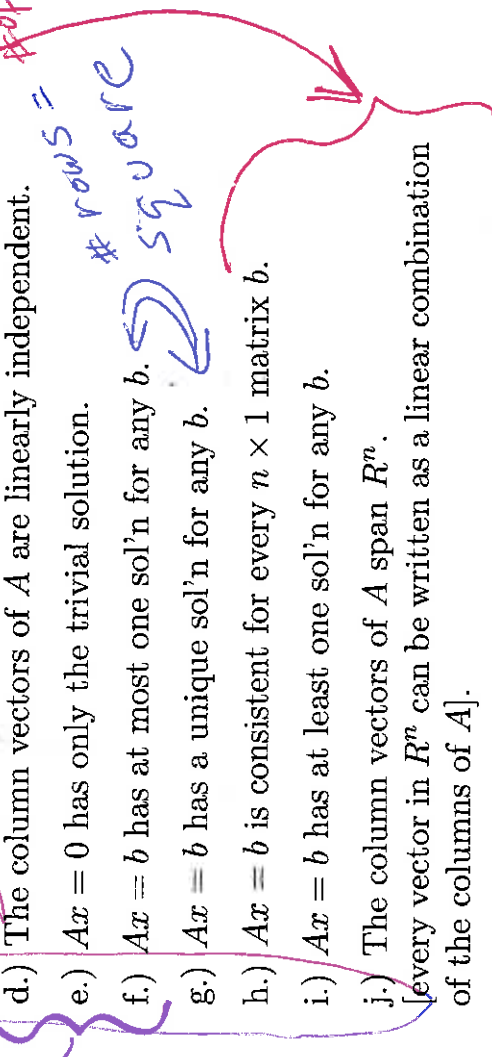 d.) The column vectors of A are linearly independent.
e.) Ax = 0 has only the trivial solution.
# rows =
f.) Ax = b has at most one sol'n for any b.
square
g.) Ax = b has a unique sol'n for any b.
h.) Ax = b is consistent for every n × 1 matrix b.
i.) Ax = b has at least one sol'n for any b.
j.) The column vectors of A span Rⁿ.
[every vector in Rⁿ can be written as a linear combination
of the columns of A].